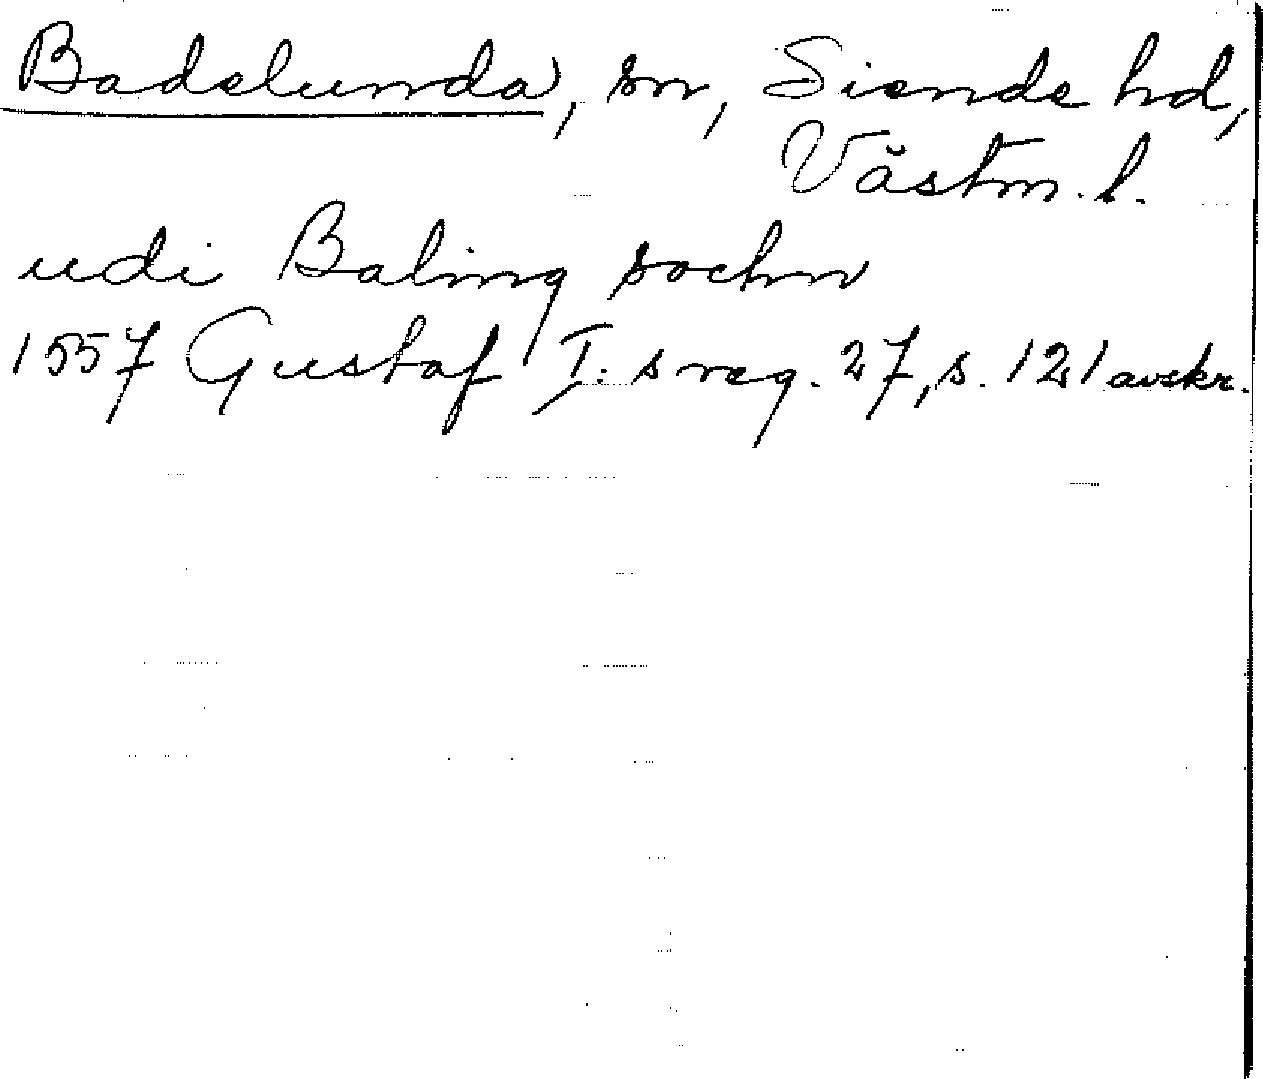 Badelunda, sn, Siende hd,
Västm. l.
udi Baling sochn
1557 Gustaf I:s reg. 27, s. 121 avskr.